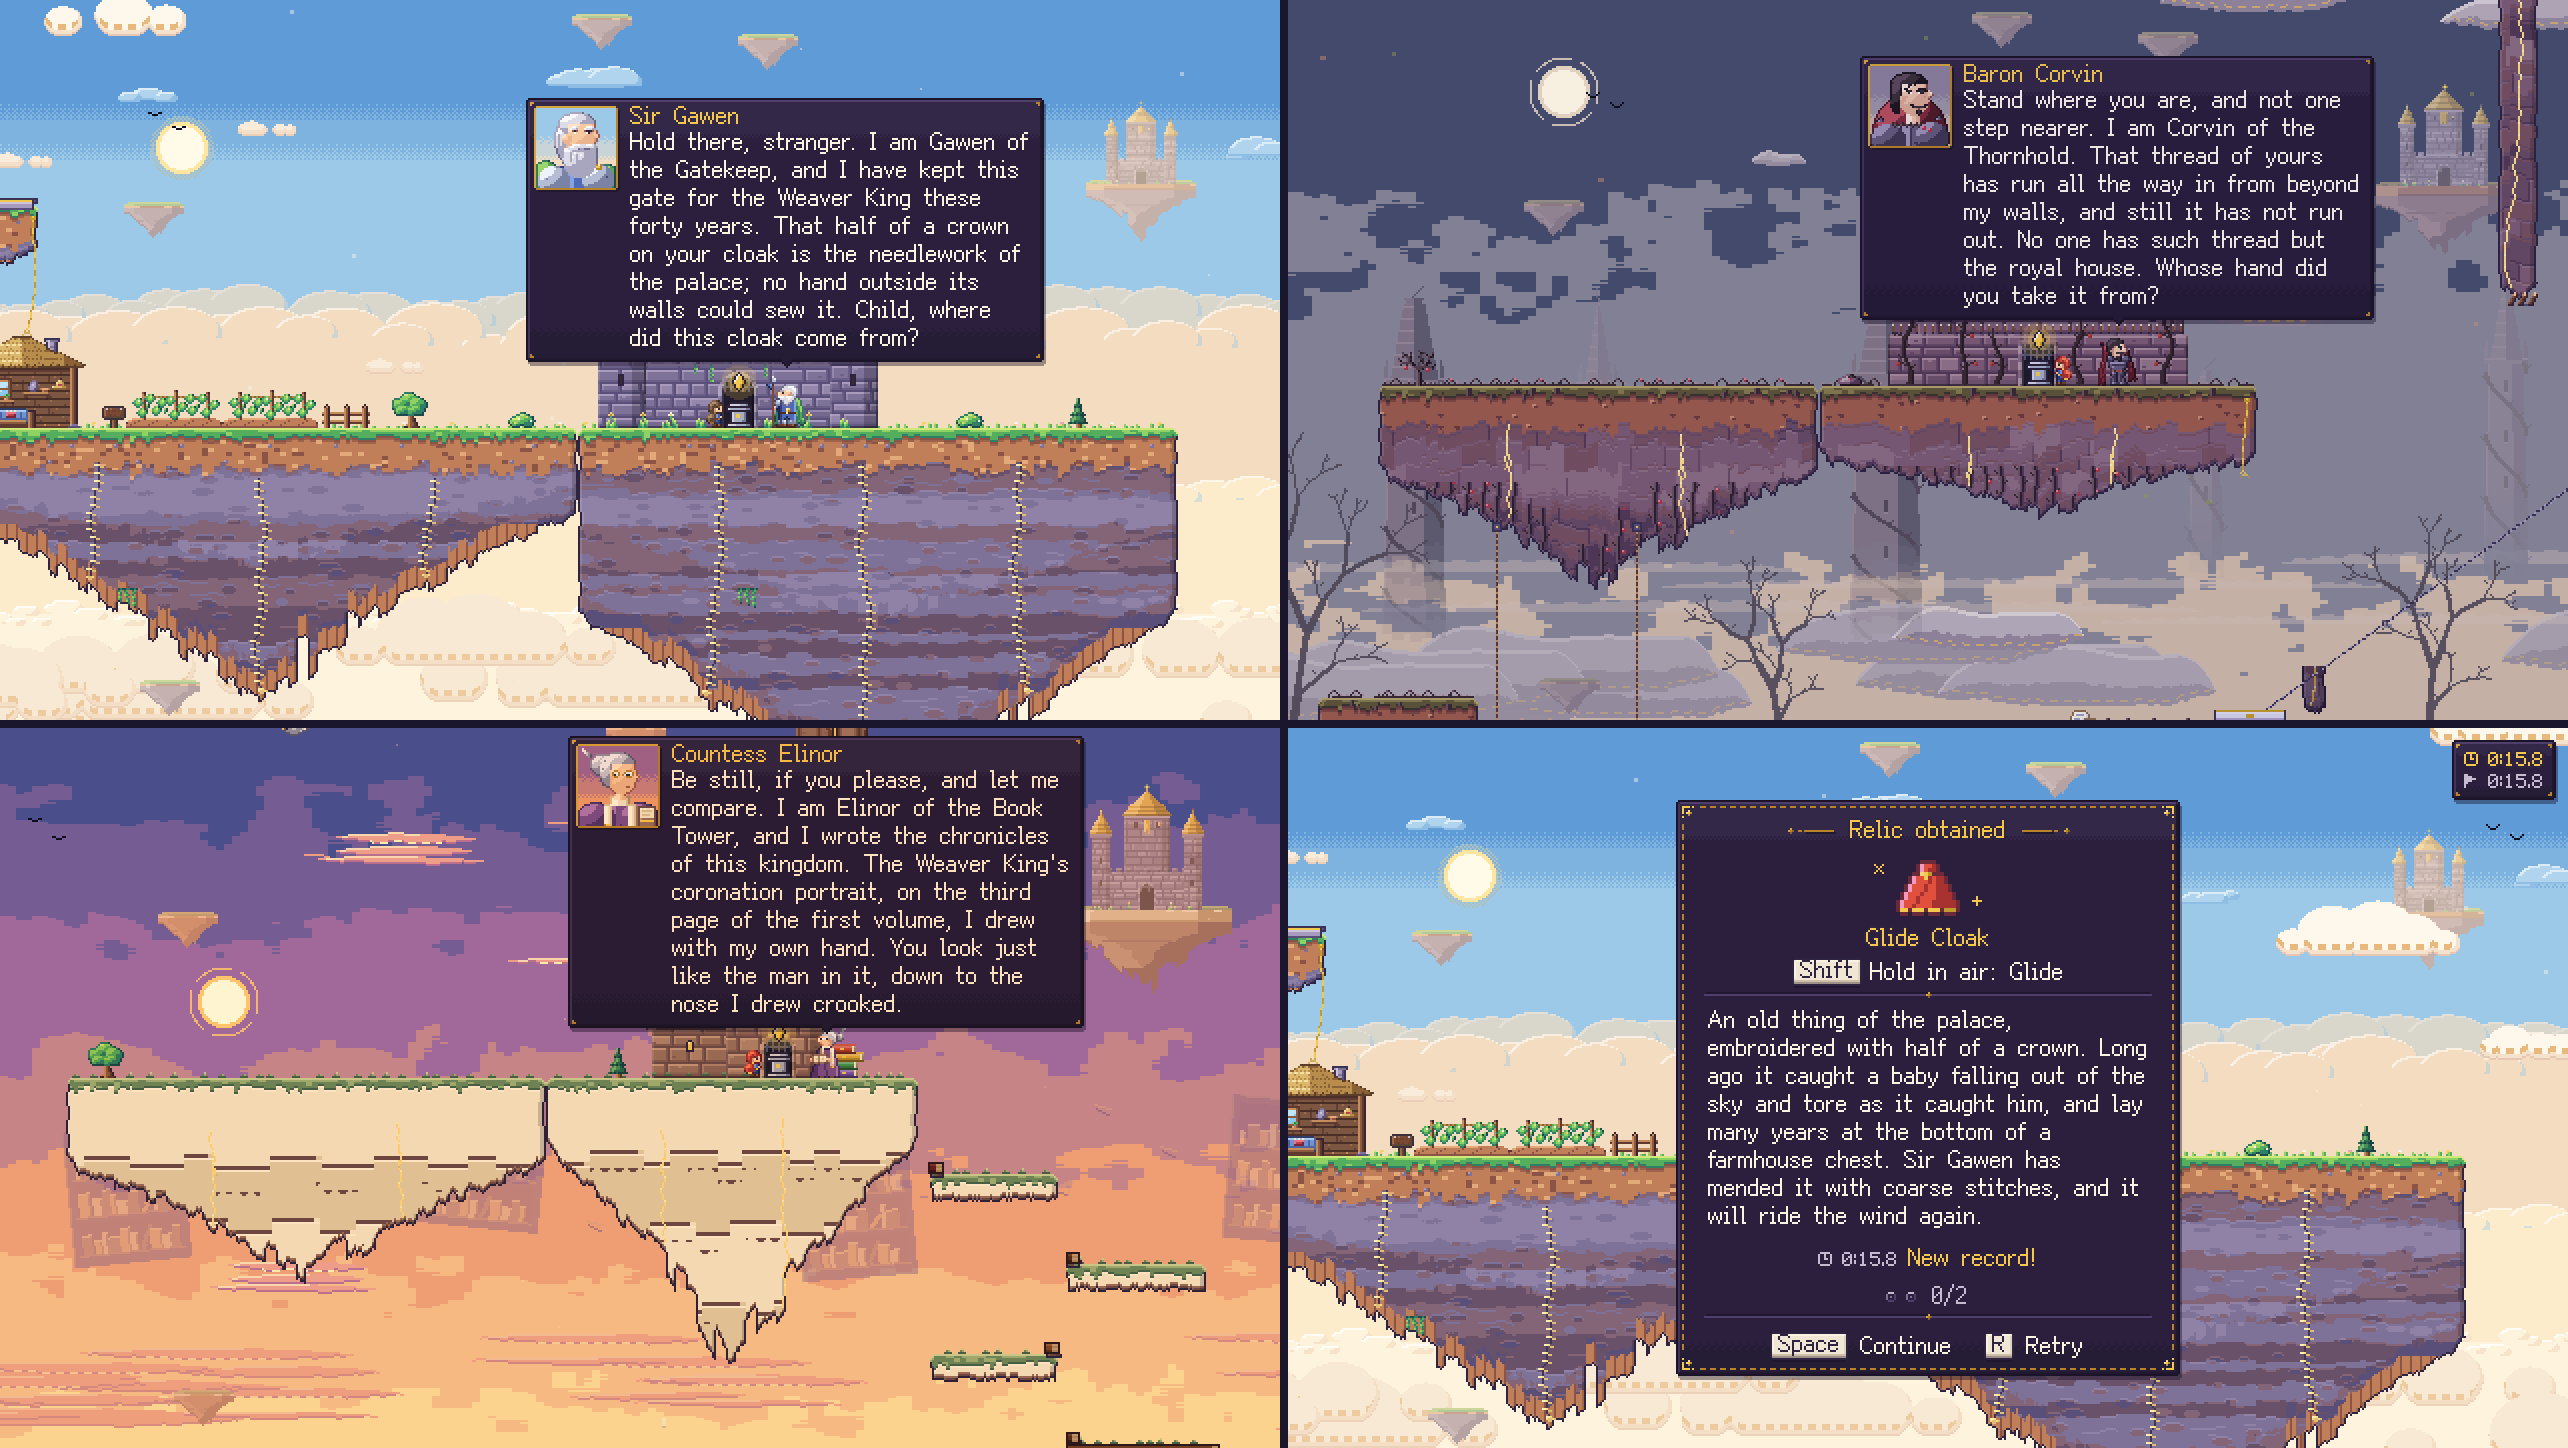 Sir Gawen
Hold there, stranger. I am Gawen of
the Gatekeep, and I have kept this
gate for the Weaver King these
forty years. That half of a crown
on your cloak is the needlework of
the palace; no hand outside its
walls could sew it. Child, where
did this cloak come from?
Baron Corvin
Stand where you are, and not one
step nearer. I am Corvin of the
Thornhold. That thread of yours
has run all the way in from beyond
my walls, and still it has not run
out. No one has such thread but
the royal house. Whose hand did
you take it from?
Countess Elinor
Be still, if you please, and let me
compare. I am Elinor of the Book
Tower, and I wrote the chronicles
of this kingdom. The Weaver King's
coronation portrait, on the third
page of the first volume, I drew
with my own hand. You look just
like the man in it, down to the
nose I drew crooked.
0:15.8
0:15.8
Relic obtained
Glide Cloak
Shift Hold in air: Glide
An old thing of the palace,
embroidered with half of a crown. Long
ago it caught a baby falling out of the
sky and tore as it caught him, and lay
many years at the bottom of a
farmhouse chest. Sir Gawen has
mended it with coarse stitches, and it
will ride the wind again.
0:15.8 New record!
0/2
Space Continue R Retry